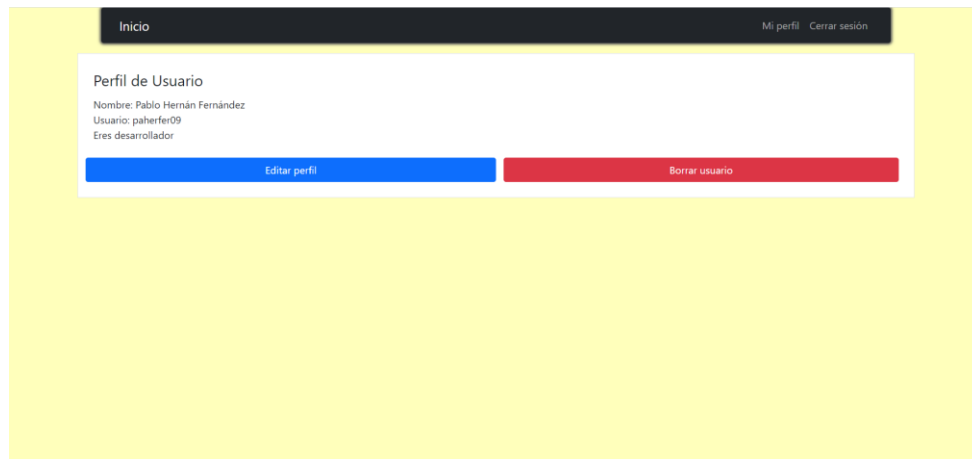 Inicio
Mi perfil Cerrar sesión
Perfil de Usuario
Nombre: Pablo Hernán Fernández
Usuario: paherfer09
Eres desarrollador
Editar perfil
Borrar usuario